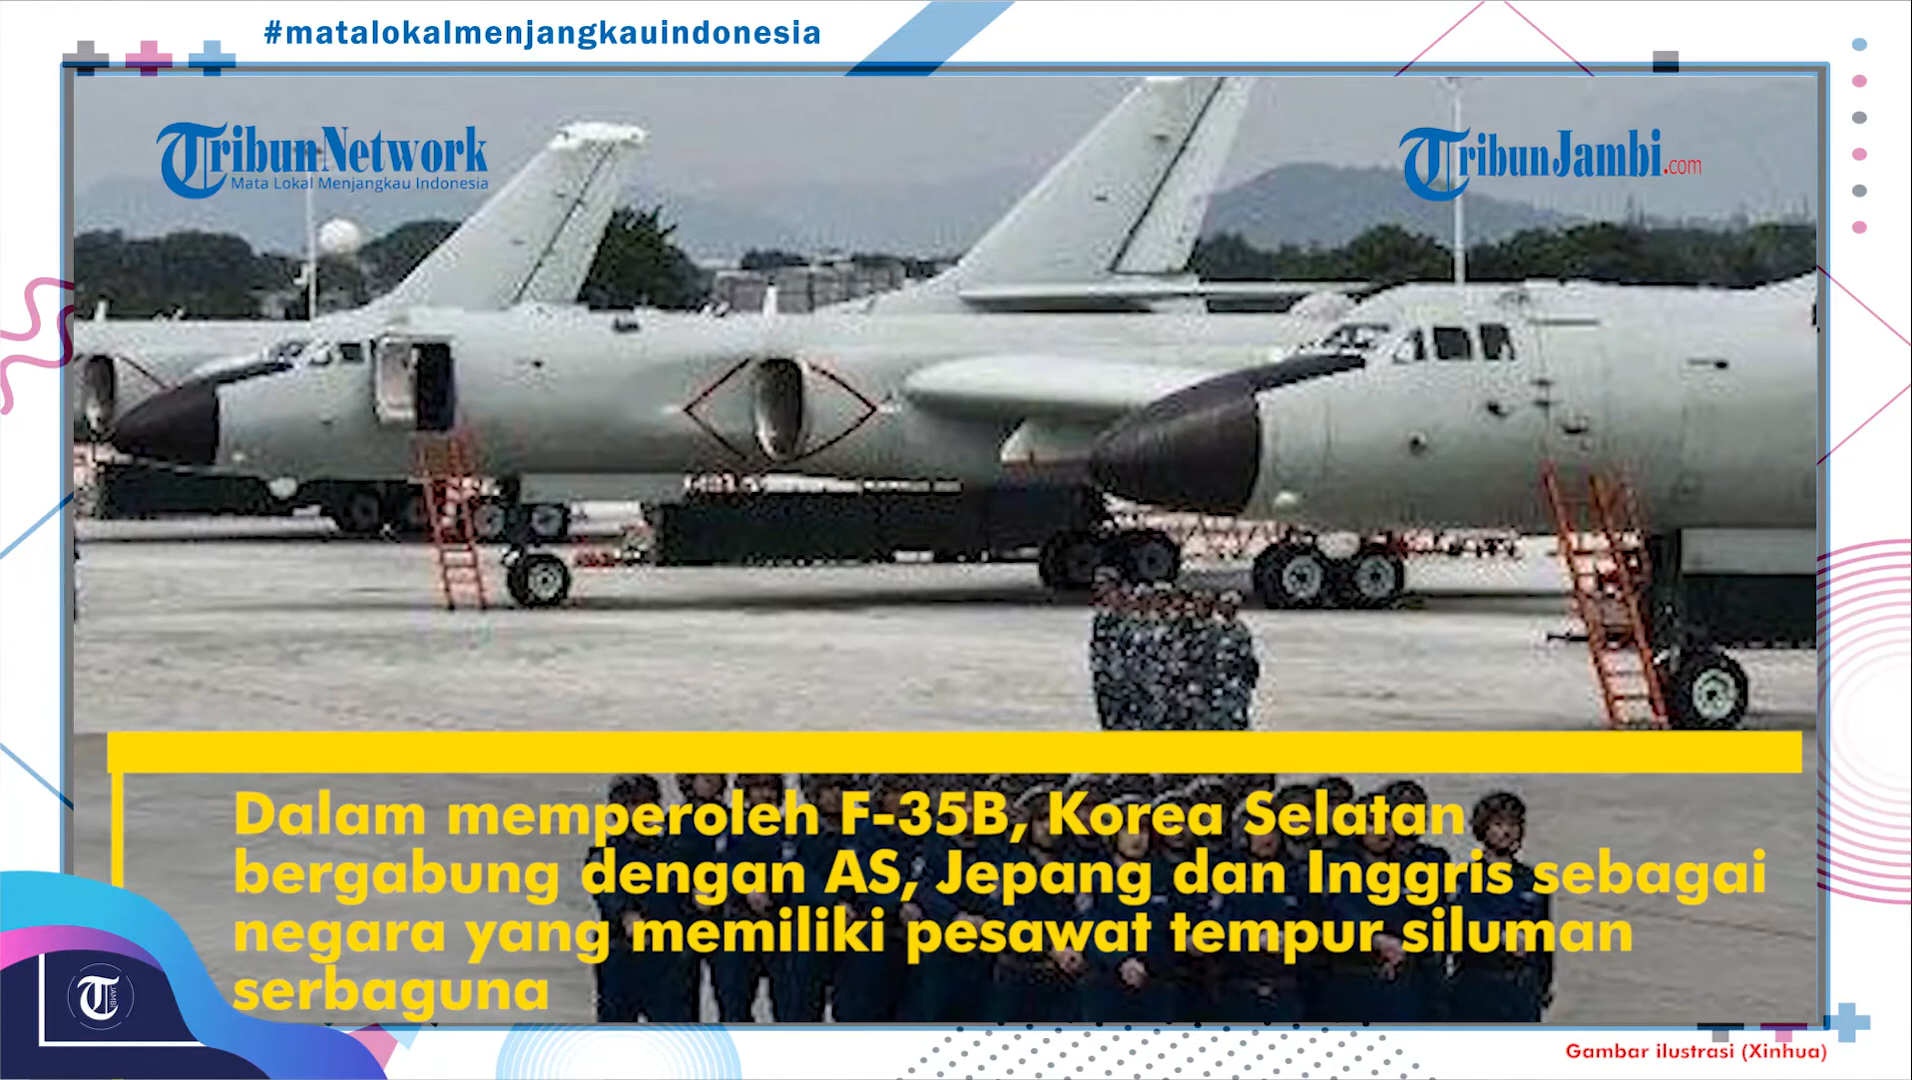 #matalokalmenjangkauindonesia
TribunNetwork
Mata Lokal Menjangkau Indonesia
TribunJambi.com
Dalam memperoleh F-35B, Korea Selatan
bergabung dengan AS, Jepang dan Inggris sebagai
negara yang memiliki pesawat tempur siluman
serbaguna
T JAMBI
Gambar ilustrasi (Xinhua)